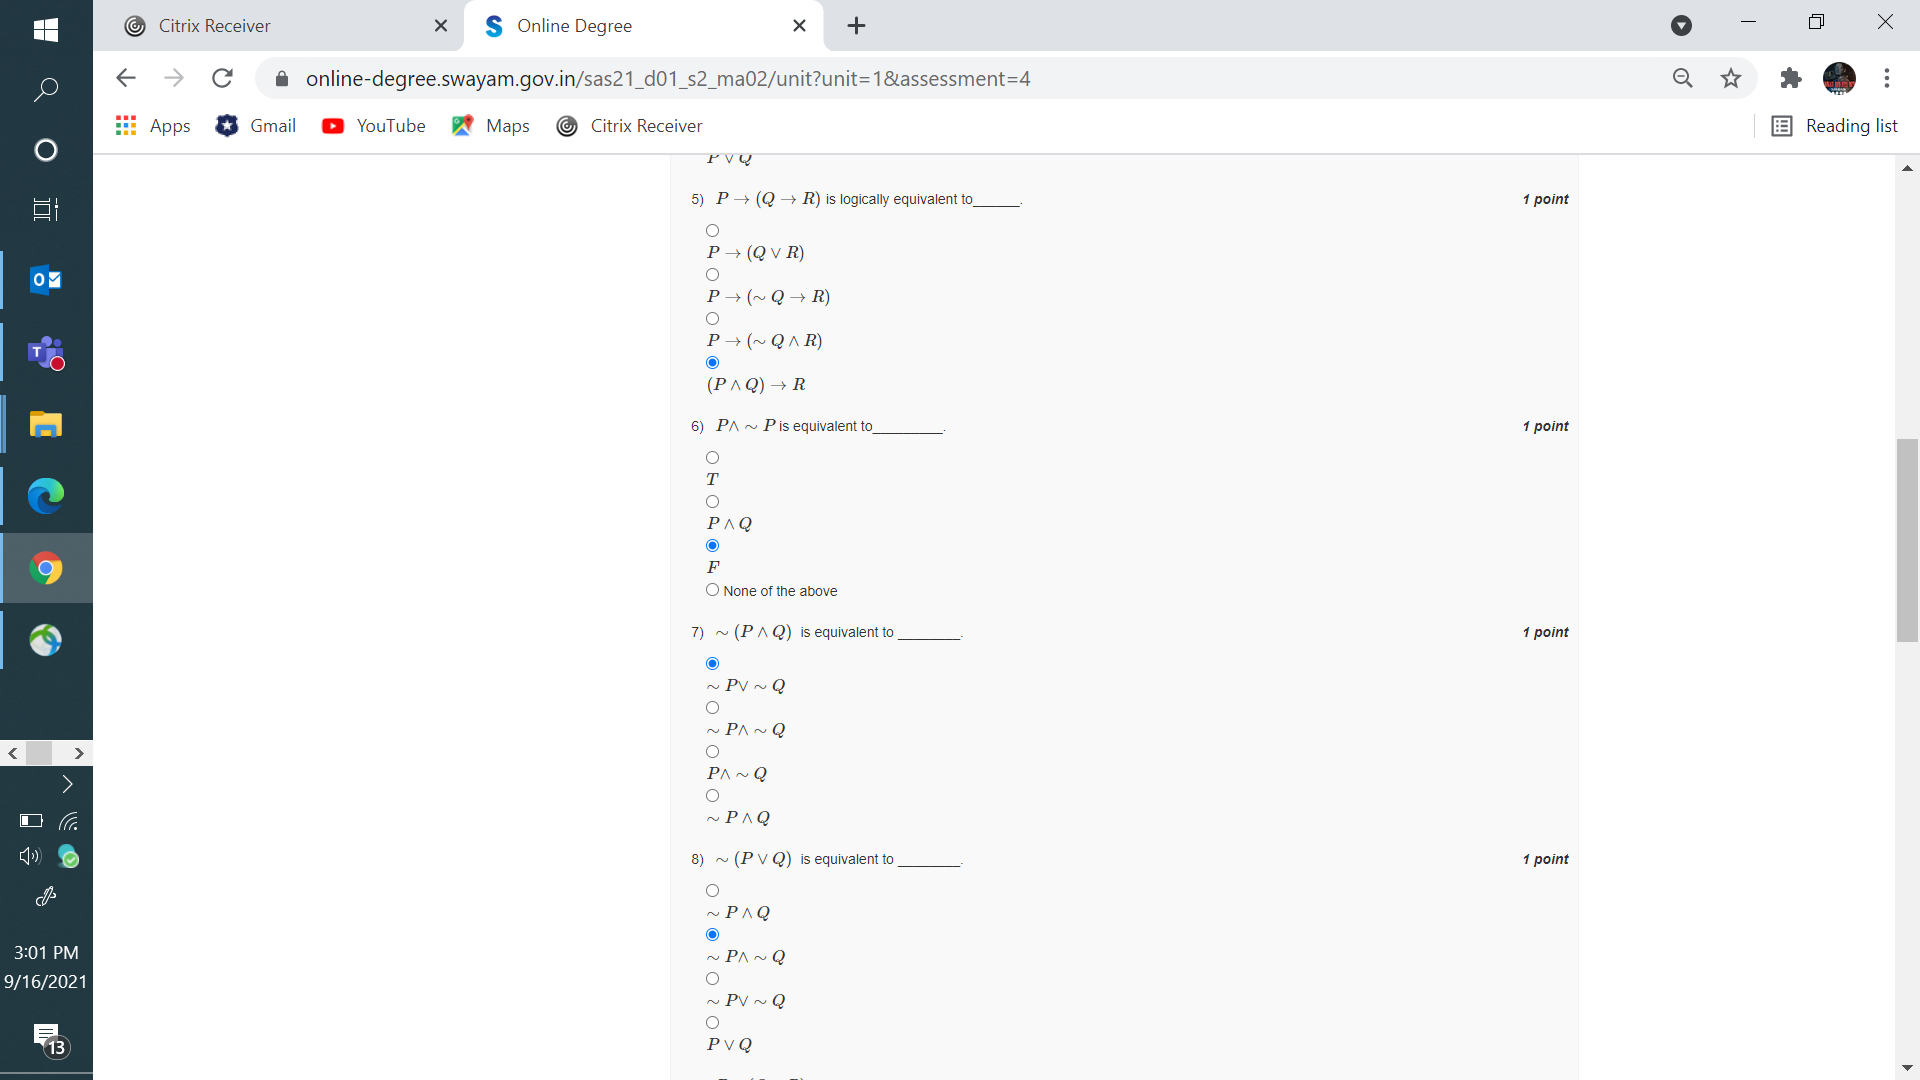 Citrix Receiver
Online Degree
online-degree.swayam.gov.in/sas21_d01_s2_ma02/unit?unit=1&assessment=4
Apps Gmail YouTube Maps Citrix Receiver Reading list
P ∨ Q
5) P → (Q → R) is logically equivalent to______. 1 point
P → (Q ∨ R)
P → (∼ Q → R)
P → (∼ Q ∧ R)
(P ∧ Q) → R
6) P∧ ∼ P is equivalent to_________. 1 point
T
P ∧ Q
F
None of the above
7) ∼ (P ∧ Q) is equivalent to ________. 1 point
∼ P∨ ∼ Q
∼ P∧ ∼ Q
P∧ ∼ Q
∼ P ∧ Q
8) ∼ (P ∨ Q) is equivalent to ________. 1 point
∼ P ∧ Q
∼ P∧ ∼ Q
∼ P∨ ∼ Q
P ∨ Q
3:01 PM
9/16/2021
13